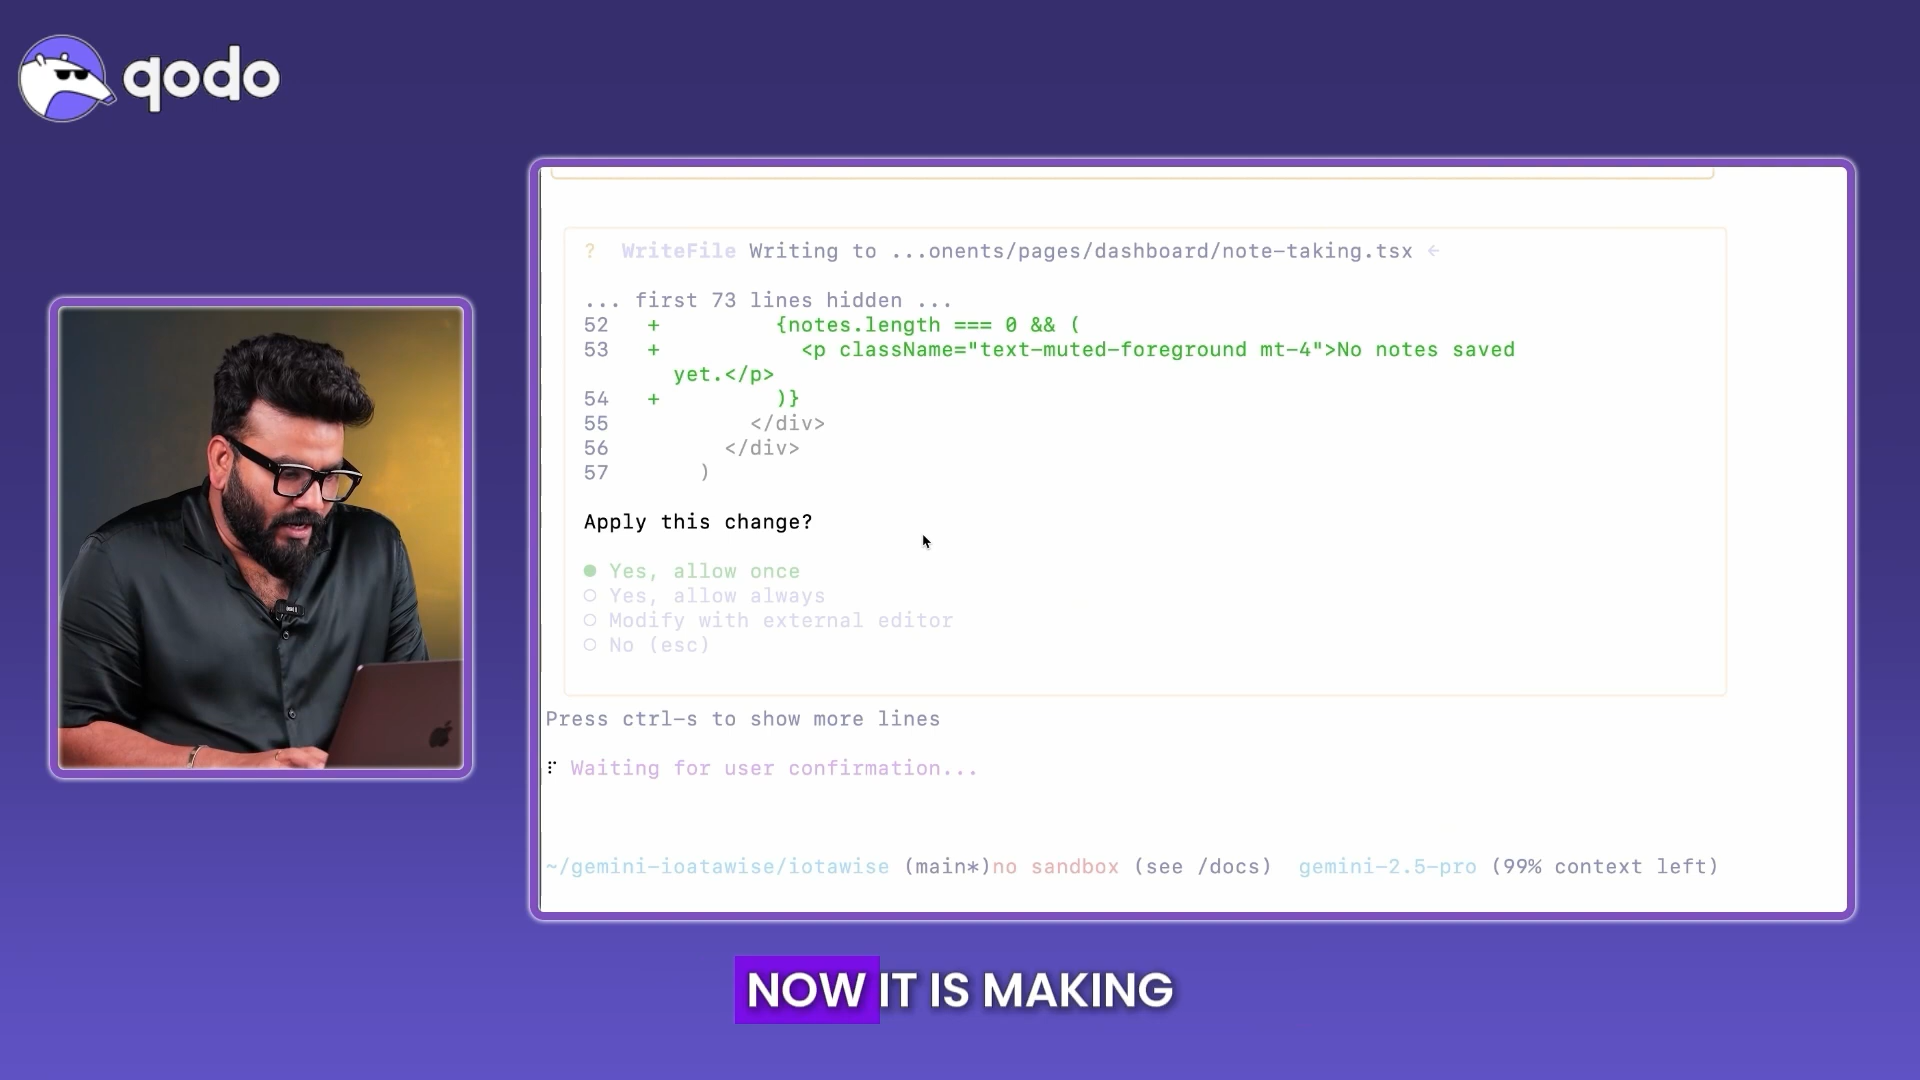 qodo
? WriteFile Writing to ...onents/pages/dashboard/note-taking.tsx ←
... first 73 lines hidden ...
52 + {notes.length === 0 && (
53 + <p className="text-muted-foreground mt-4">No notes saved
yet.</p>
54 + )}
55 </div>
56 </div>
57 )
Apply this change?
● Yes, allow once
○ Yes, allow always
○ Modify with external editor
○ No (esc)
Press ctrl-s to show more lines
Waiting for user confirmation...
~/gemini-ioatawise/iotawise (main*)no sandbox (see /docs) gemini-2.5-pro (99% context left)
NOW IT IS MAKING